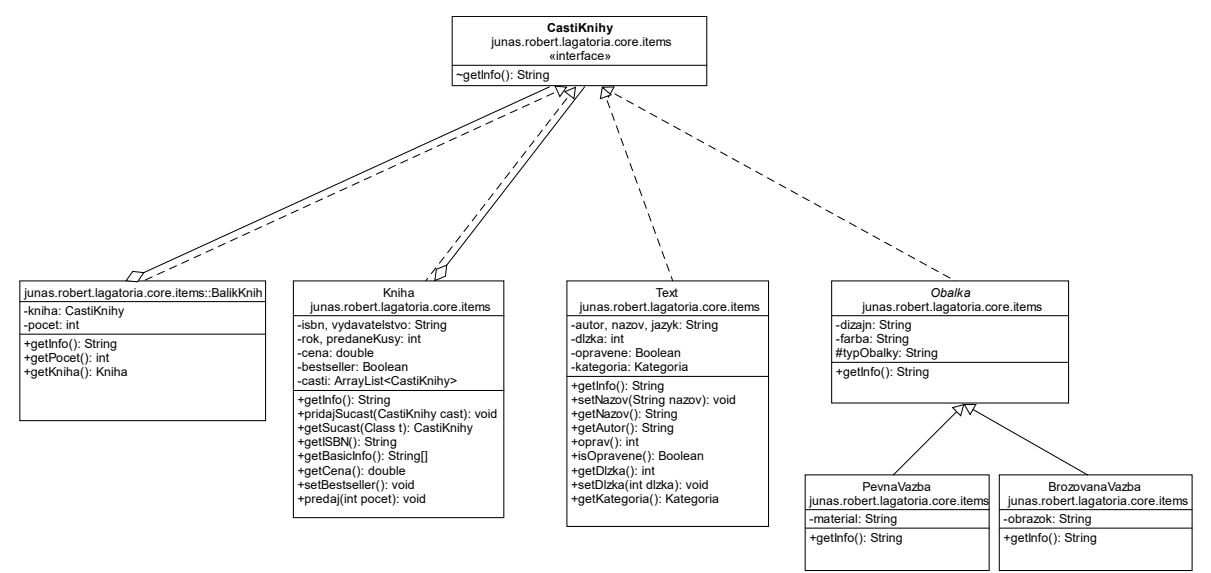 CastiKnihy
junas.robert.lagatoria.core.items
«interface»
~getInfo(): String
junas.robert.lagatoria.core.items::BalikKnih
-kniha: CastiKnihy
-pocet: int
+getInfo(): String
+getPocet(): int
+getKniha(): Kniha
Kniha
junas.robert.lagatoria.core.items
-isbn, vydavatelstvo: String
-rok, predaneKusy: int
-cena: double
-bestseller: Boolean
-casti: ArrayList<CastiKnihy>
+getInfo(): String
+pridajSucast(CastiKnihy cast): void
+getSucast(Class t): CastiKnihy
+getISBN(): String
+getBasicInfo(): String[]
+getCena(): double
+setBestseller(): void
+predaj(int pocet): void
Text
junas.robert.lagatoria.core.items
-autor, nazov, jazyk: String
-dlzka: int
-opravene: Boolean
-kategoria: Kategoria
+getInfo(): String
+setNazov(String nazov): void
+getNazov(): String
+getAutor(): String
+oprav(): int
+isOpravene(): Boolean
+getDlzka(): int
+setDlzka(int dlzka): void
+getKategoria(): Kategoria
Obalka
junas.robert.lagatoria.core.items
-dizajn: String
-farba: String
#typObalky: String
+getInfo(): String
PevnaVazba
junas.robert.lagatoria.core.items
-material: String
+getInfo(): String
BrozovanaVazba
junas.robert.lagatoria.core.items
-obrazok: String
+getInfo(): String